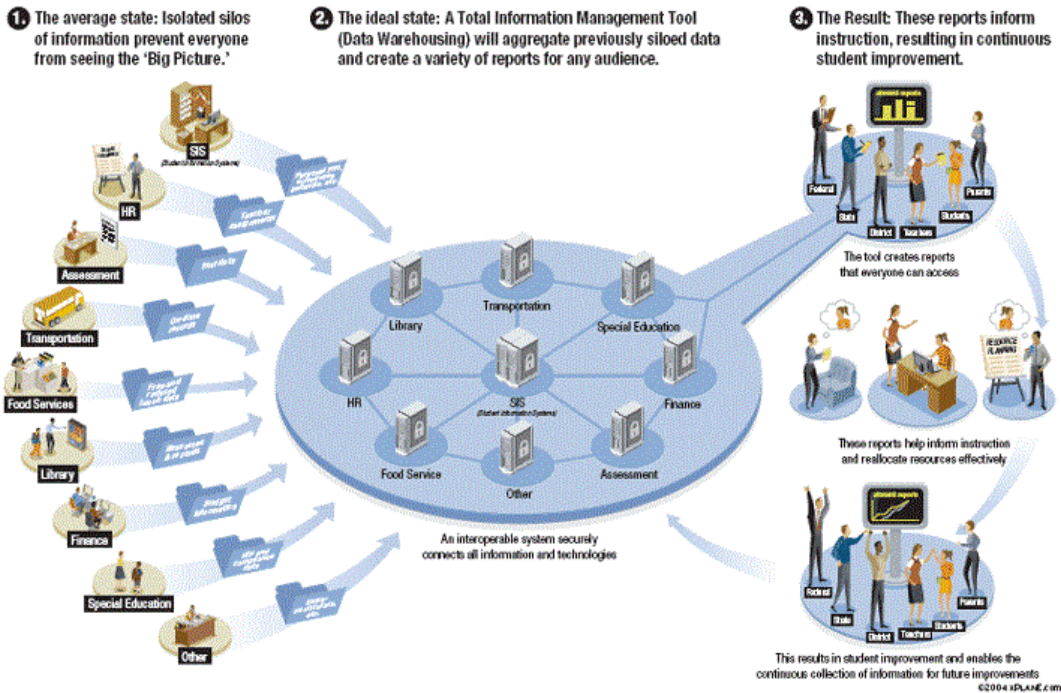 1. The average state: Isolated silos
of information prevent everyone
from seeing the ‘Big Picture.’
2. The ideal state: A Total Information Management Tool
(Data Warehousing) will aggregate previously siloed data
and create a variety of reports for any audience.
3. The Result: These reports inform
instruction, resulting in continuous
student improvement.
SIS
(Student Information Systems)
HR
Assessment
Transportation
Food Services
Library
Finance
Special Education
Other
Test data
Library
Transportation
Special Education
HR
SIS
(Student Information Systems)
Finance
Food Service
Other
Assessment
An interoperable system securely
connects all information and technologies
student reports
Federal
State
District
Teachers
Students
Parents
The tool creates reports
that everyone can access
RESOURCE
PLANNING
These reports help inform instruction
and reallocate resources effectively
student reports
Federal
State
District
Teachers
Students
Parents
This results in student improvement and enables the
continuous collection of information for future improvements
©2004 XPLANE.com